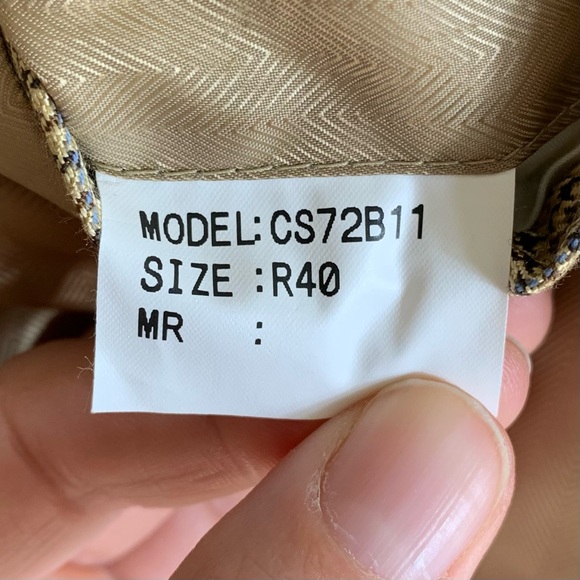 MODEL:CS72B11
SIZE :R40
MR :